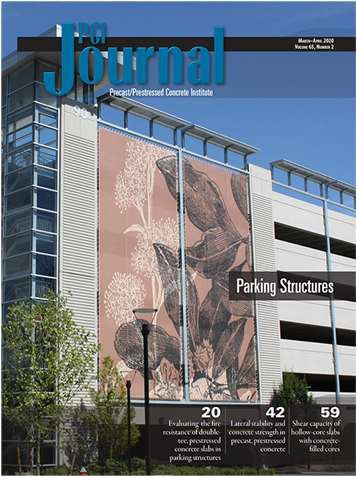 PCI
Journal
March–April 2020
Volume 65, Number 2
Precast/Prestressed Concrete Institute
Parking Structures
20
Evaluating the fire
resistance of double-
tee, prestressed
concrete slabs in
parking structures
42
Lateral stability and
concrete strength in
precast, prestressed
concrete
59
Shear capacity of
hollow-core slabs
with concrete-
filled cores